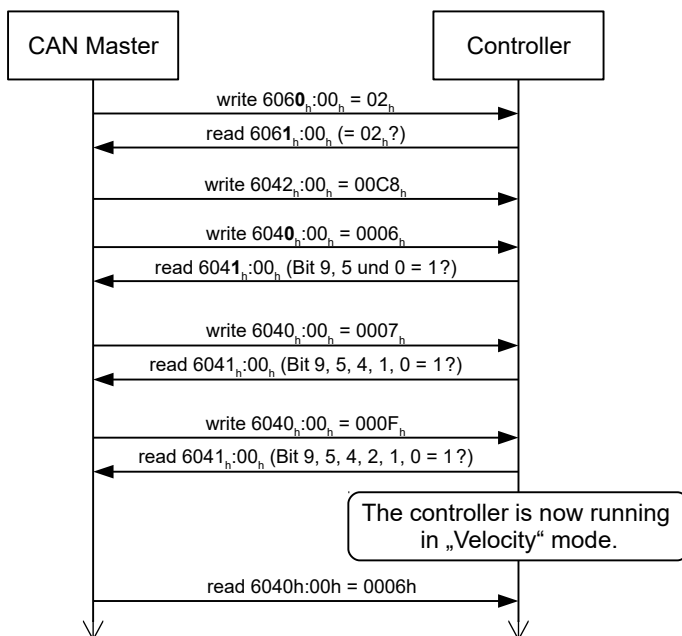 CAN Master
Controller
write 6060ₕ:00ₕ = 02ₕ
read 6061ₕ:00ₕ (= 02ₕ?)
write 6042ₕ:00ₕ = 00C8ₕ
write 6040ₕ:00ₕ = 0006ₕ
read 6041ₕ:00ₕ (Bit 9, 5 und 0 = 1?)
write 6040ₕ:00ₕ = 0007ₕ
read 6041ₕ:00ₕ (Bit 9, 5, 4, 1, 0 = 1?)
write 6040ₕ:00ₕ = 000Fₕ
read 6041ₕ:00ₕ (Bit 9, 5, 4, 2, 1, 0 = 1?)
The controller is now running
in „Velocity“ mode.
read 6040h:00h = 0006h